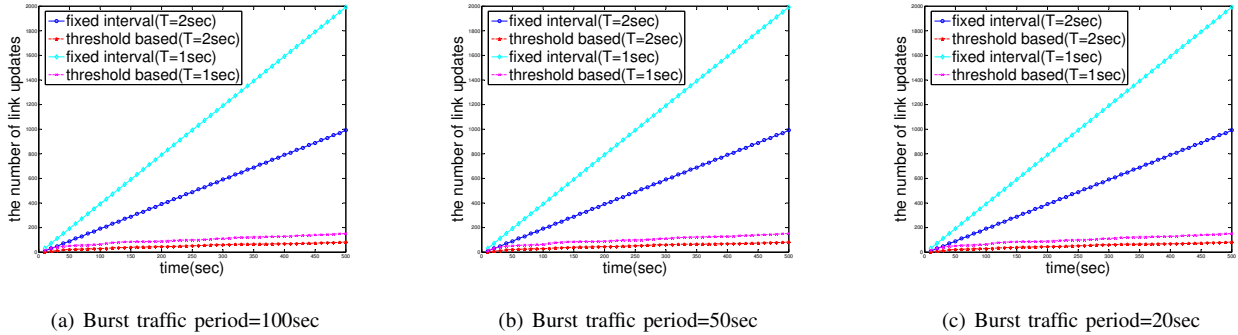 the number of link updates
2000
1800
1600
1400
1200
1000
800
600
400
200
0
fixed interval(T=2sec)
threshold based(T=2sec)
fixed interval(T=1sec)
threshold based(T=1sec)
0 50 100 150 200 250 300 350 400 450 500
time(sec)
(a) Burst traffic period=100sec
the number of link updates
2000
1800
1600
1400
1200
1000
800
600
400
200
0
fixed interval(T=2sec)
threshold based(T=2sec)
fixed interval(T=1sec)
threshold based(T=1sec)
0 50 100 150 200 250 300 350 400 450 500
time(sec)
(b) Burst traffic period=50sec
the number of link updates
2000
1800
1600
1400
1200
1000
800
600
400
200
0
fixed interval(T=2sec)
threshold based(T=2sec)
fixed interval(T=1sec)
threshold based(T=1sec)
0 50 100 150 200 250 300 350 400 450 500
time(sec)
(c) Burst traffic period=20sec